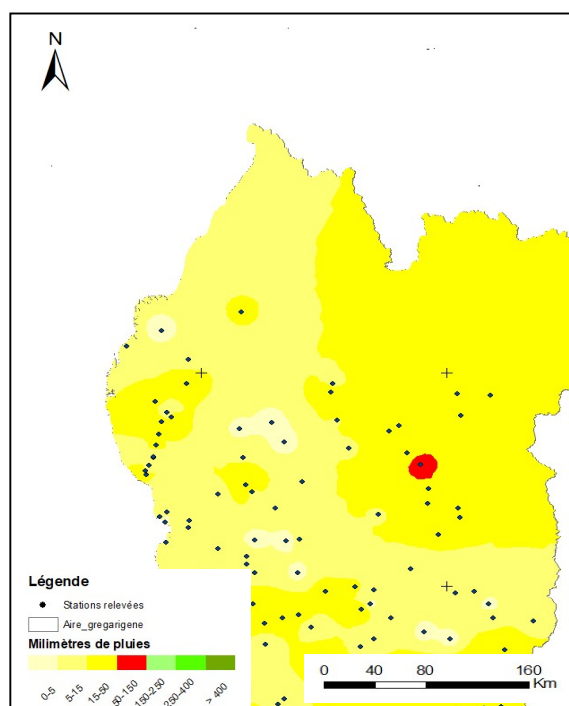 N
Légende
Stations relevées
Aire_gregarigene
Milimètres de pluies
0-5
5-15
15-50
50-150
150-250
250-400
> 400
0 40 80 160
Km